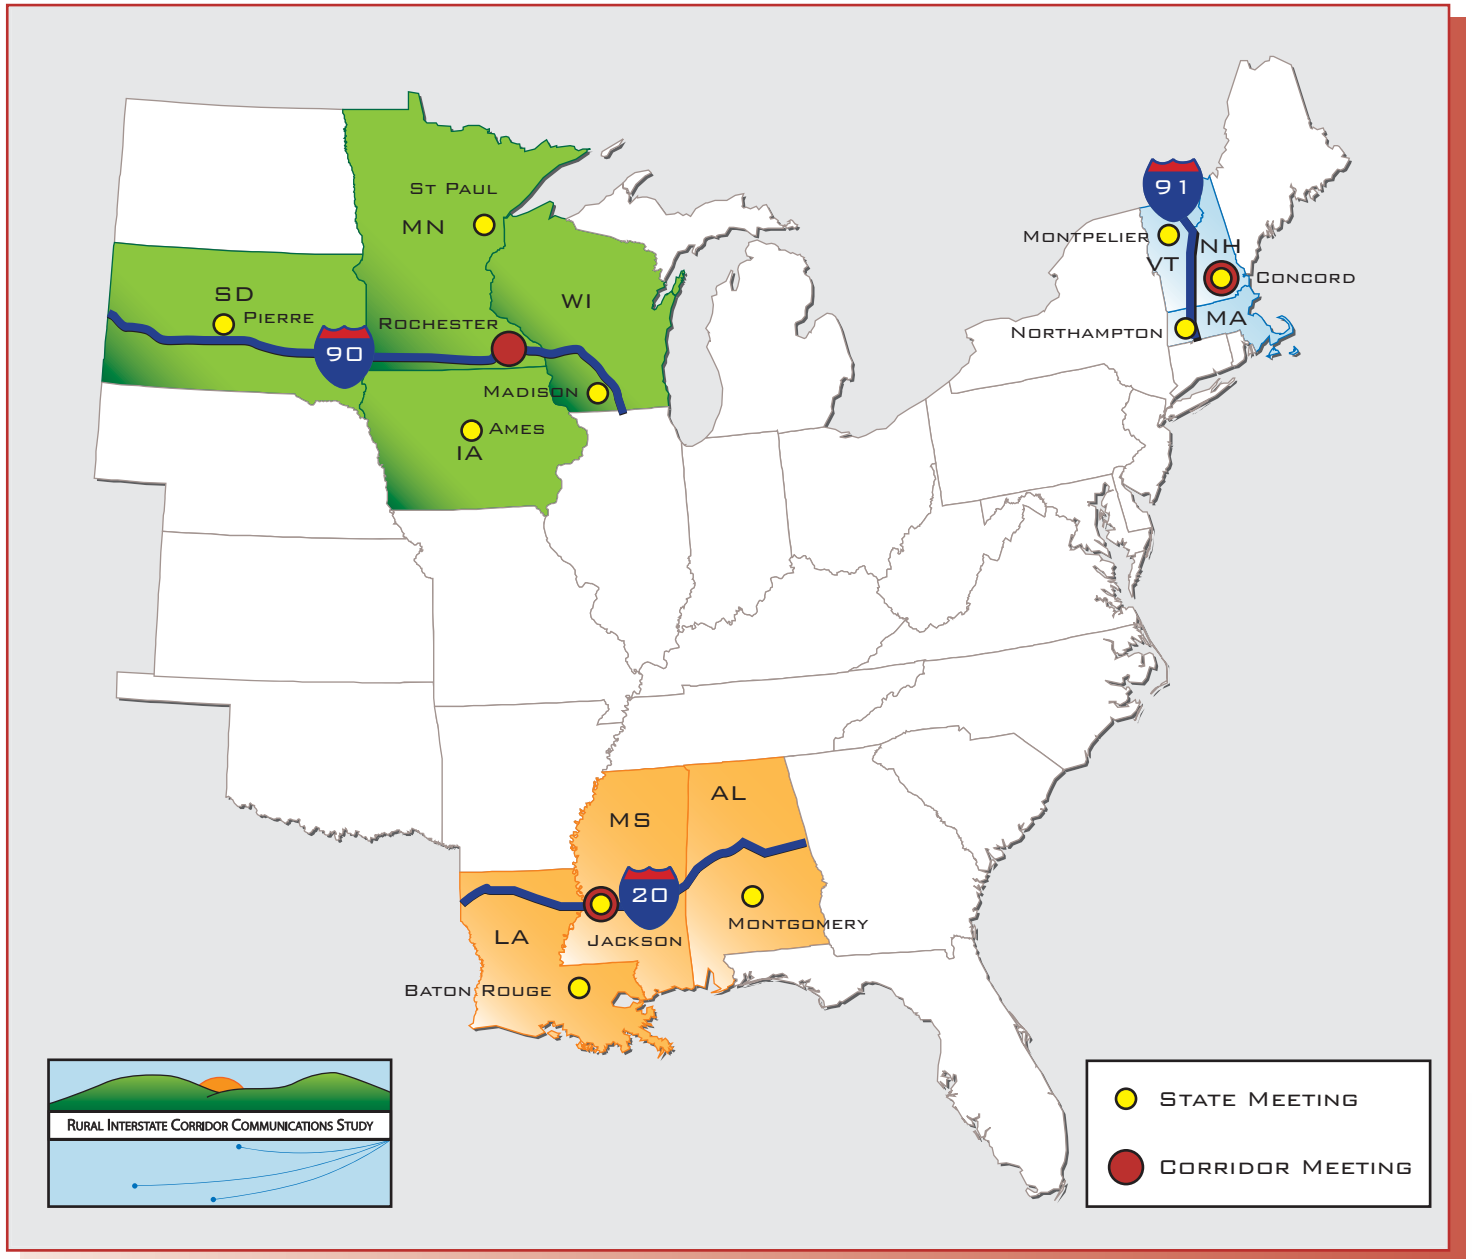 ST PAUL
MN
91
MONTPELIER
NH
VT
CONCORD
SD
PIERRE
WI
ROCHESTER
90
NORTHAMPTON
MA
MADISON
AMES
IA
AL
MS
20
LA
JACKSON
MONTGOMERY
BATON ROUGE
RURAL INTERSTATE CORRIDOR COMMUNICATIONS STUDY
STATE MEETING
CORRIDOR MEETING